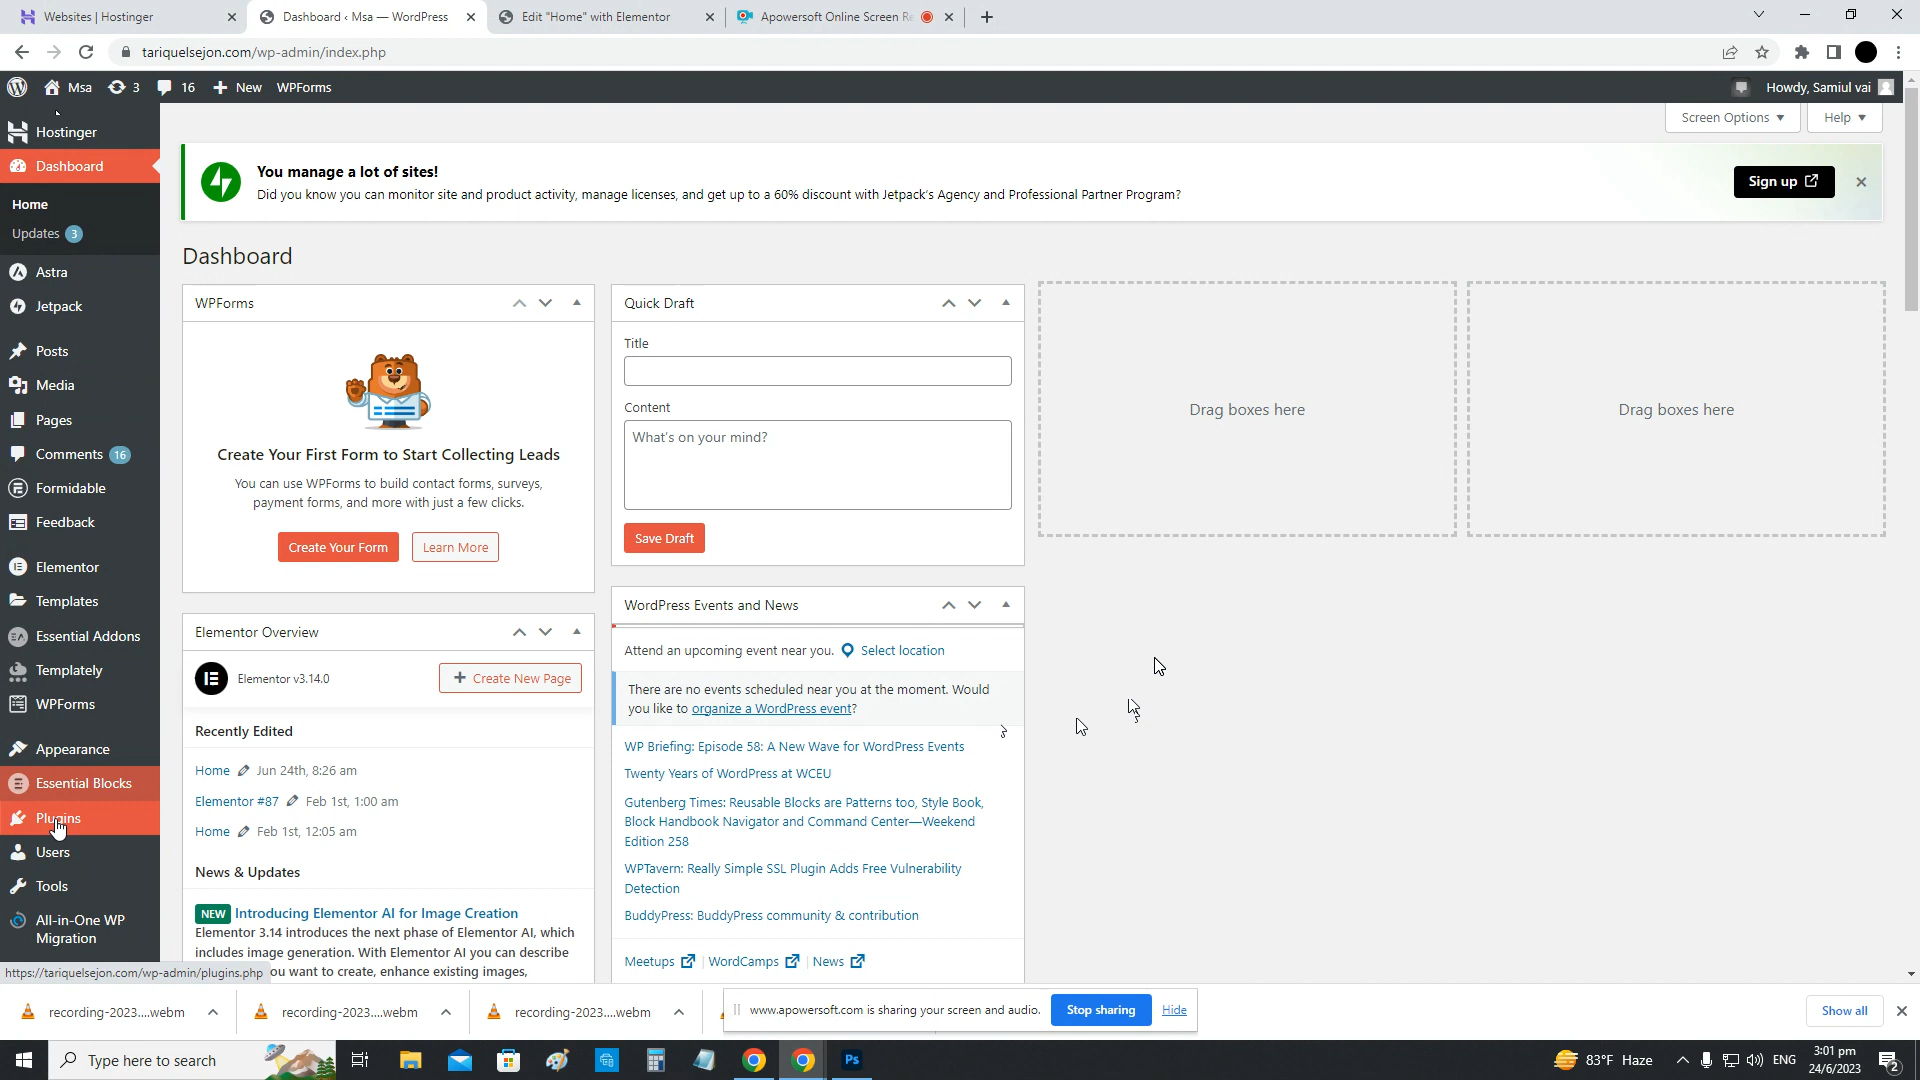 Websites | Hostinger
Dashboard ‹ Msa — WordPress
Edit "Home" with Elementor
Apowersoft Online Screen Re
tariquelsejon.com/wp-admin/index.php
Msa
3
16
New
WPForms
Howdy, Samiul vai
Hostinger
Screen Options
Help
Dashboard
Home
Updates 3
Astra
Jetpack
Posts
Media
Pages
Comments 16
Formidable
Feedback
Elementor
Templates
Essential Addons
Templately
WPForms
Appearance
Essential Blocks
Plugins
Users
Tools
All-in-One WP
Migration
https://tariquelsejon.com/wp-admin/plugins.php
You manage a lot of sites!
Did you know you can monitor site and product activity, manage licenses, and get up to a 60% discount with Jetpack's Agency and Professional Partner Program?
Sign up
Dashboard
WPForms
Create Your First Form to Start Collecting Leads
You can use WPForms to build contact forms, surveys,
payment forms, and more with just a few clicks.
Create Your Form
Learn More
Elementor Overview
Elementor v3.14.0
Create New Page
Recently Edited
Home Jun 24th, 8:26 am
Elementor #87 Feb 1st, 1:00 am
Home Feb 1st, 12:05 am
News & Updates
NEW Introducing Elementor AI for Image Creation
Elementor 3.14 introduces the next phase of Elementor AI, which
includes image generation. With Elementor AI you can describe
ou want to create, enhance existing images,
Quick Draft
Title
Content
What's on your mind?
Save Draft
WordPress Events and News
Attend an upcoming event near you. Select location
There are no events scheduled near you at the moment. Would
you like to organize a WordPress event?
WP Briefing: Episode 58: A New Wave for WordPress Events
Twenty Years of WordPress at WCEU
Gutenberg Times: Reusable Blocks are Patterns too, Style Book,
Block Handbook Navigator and Command Center—Weekend
Edition 258
WPTavern: Really Simple SSL Plugin Adds Free Vulnerability
Detection
BuddyPress: BuddyPress community & contribution
Meetups | WordCamps | News
Drag boxes here
Drag boxes here
recording-2023....webm
recording-2023....webm
recording-2023....webm
www.apowersoft.com is sharing your screen and audio.
Stop sharing
Hide
Show all
Type here to search
Ps
83°F Haze
ENG
3:01 pm
24/6/2023
2